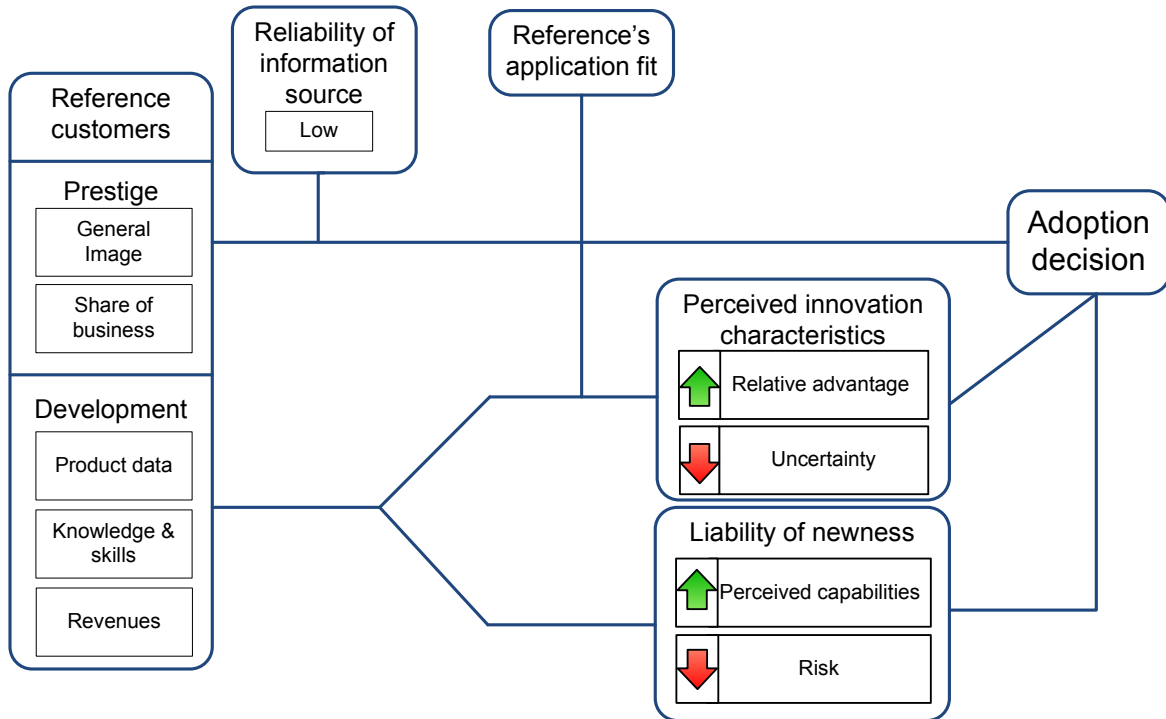 Reference
customers
Prestige
General
Image
Share of
business
Development
Product data
Knowledge &
skills
Revenues
Reliability of
information
source
Low
Reference’s
application fit
Adoption
decision
Perceived innovation
characteristics
Relative advantage
Uncertainty
Liability of newness
Perceived capabilities
Risk